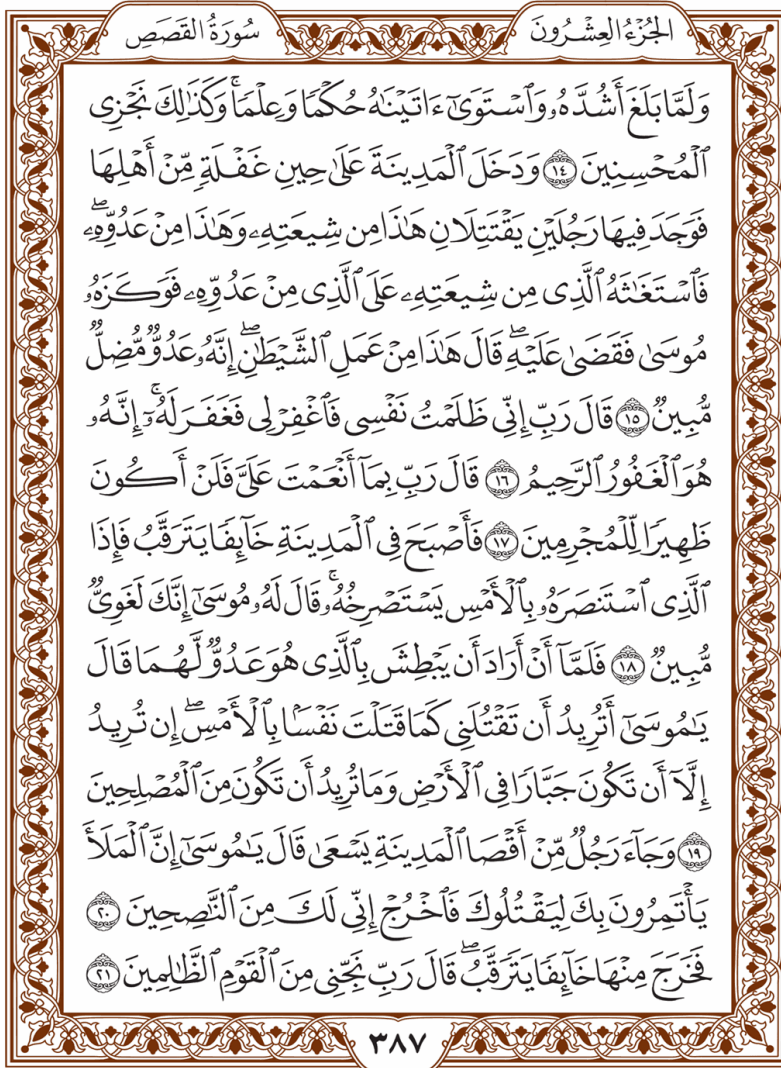 الجُزْءُ العِشْرُونَ
سُورَةُ القَصَصِ
وَلَمَّا بَلَغَ أَشُدَّهُۥ وَٱسْتَوَىٰٓ ءَاتَيْنَٰهُ حُكْمًا وَعِلْمًاۚ وَكَذَٰلِكَ نَجْزِى
ٱلْمُحْسِنِينَ ١٤ وَدَخَلَ ٱلْمَدِينَةَ عَلَىٰ حِينِ غَفْلَةٍ مِّنْ أَهْلِهَا
فَوَجَدَ فِيهَا رَجُلَيْنِ يَقْتَتِلَانِ هَٰذَا مِن شِيعَتِهِۦ وَهَٰذَا مِنْ عَدُوِّهِۦۖ
فَٱسْتَغَٰثَهُ ٱلَّذِى مِن شِيعَتِهِۦ عَلَى ٱلَّذِى مِنْ عَدُوِّهِۦ فَوَكَزَهُۥ
مُوسَىٰ فَقَضَىٰ عَلَيْهِۖ قَالَ هَٰذَا مِنْ عَمَلِ ٱلشَّيْطَٰنِۖ إِنَّهُۥ عَدُوٌّ مُّضِلٌّ
مُّبِينٌ ١٥ قَالَ رَبِّ إِنِّى ظَلَمْتُ نَفْسِى فَٱغْفِرْ لِى فَغَفَرَ لَهُۥٓۚ إِنَّهُۥ
هُوَ ٱلْغَفُورُ ٱلرَّحِيمُ ١٦ قَالَ رَبِّ بِمَآ أَنْعَمْتَ عَلَىَّ فَلَنْ أَكُونَ
ظَهِيرًا لِّلْمُجْرِمِينَ ١٧ فَأَصْبَحَ فِى ٱلْمَدِينَةِ خَآئِفًا يَتَرَقَّبُ فَإِذَا
ٱلَّذِى ٱسْتَنصَرَهُۥ بِٱلْأَمْسِ يَسْتَصْرِخُهُۥۚ قَالَ لَهُۥ مُوسَىٰٓ إِنَّكَ لَغَوِىٌّ
مُّبِينٌ ١٨ فَلَمَّآ أَنْ أَرَادَ أَن يَبْطِشَ بِٱلَّذِى هُوَ عَدُوٌّ لَّهُمَا قَالَ
يَٰمُوسَىٰٓ أَتُرِيدُ أَن تَقْتُلَنِى كَمَا قَتَلْتَ نَفْسًۢا بِٱلْأَمْسِۖ إِن تُرِيدُ
إِلَّآ أَن تَكُونَ جَبَّارًا فِى ٱلْأَرْضِ وَمَا تُرِيدُ أَن تَكُونَ مِنَ ٱلْمُصْلِحِينَ
١٩ وَجَآءَ رَجُلٌ مِّنْ أَقْصَا ٱلْمَدِينَةِ يَسْعَىٰ قَالَ يَٰمُوسَىٰٓ إِنَّ ٱلْمَلَأَ
يَأْتَمِرُونَ بِكَ لِيَقْتُلُوكَ فَٱخْرُجْ إِنِّى لَكَ مِنَ ٱلنَّٰصِحِينَ ٢٠
فَخَرَجَ مِنْهَا خَآئِفًا يَتَرَقَّبُۖ قَالَ رَبِّ نَجِّنِى مِنَ ٱلْقَوْمِ ٱلظَّٰلِمِينَ ٢١
٣٨٧